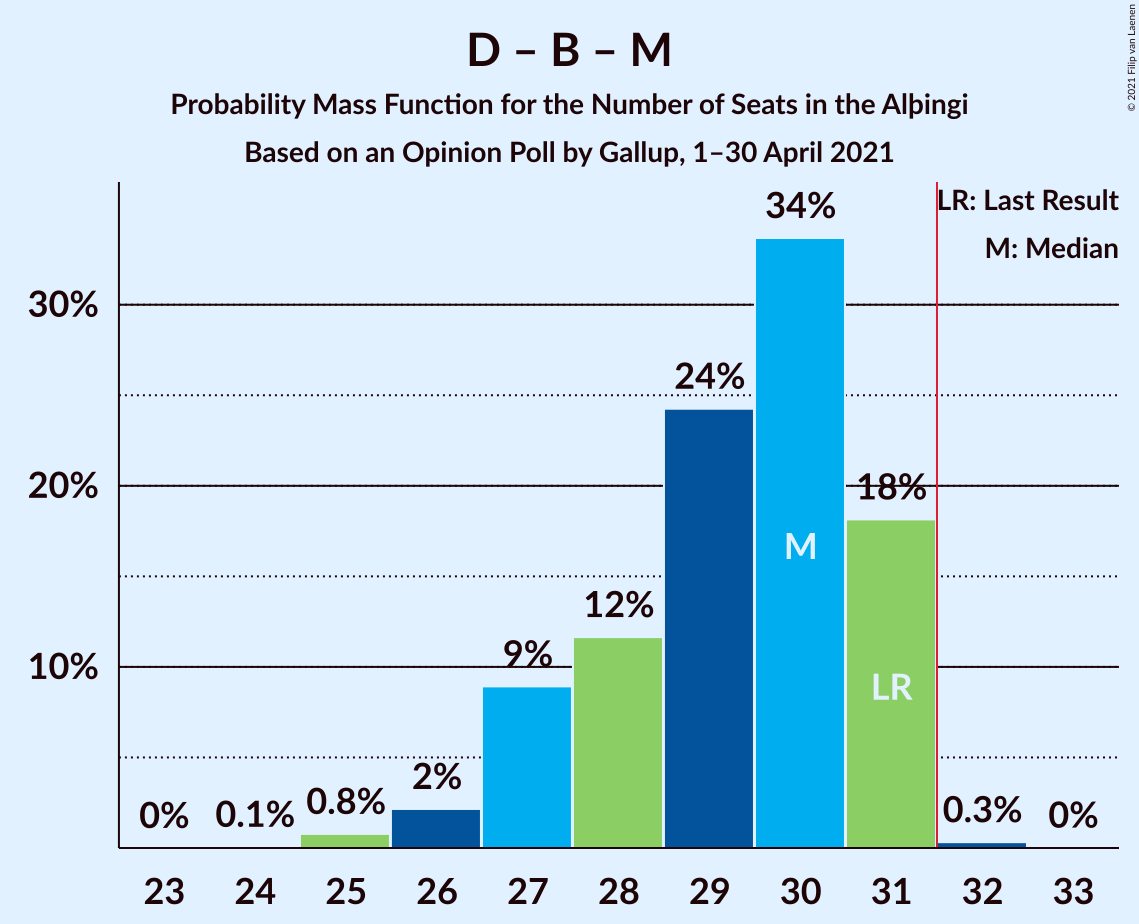 D – B – M
Probability Mass Function for the Number of Seats in the Alþingi
Based on an Opinion Poll by Gallup, 1–30 April 2021
© 2021 Filip van Laenen
LR: Last Result
M: Median
30%
20%
10%
0%
0.1%
0.8%
2%
9%
12%
24%
34%
18%
0.3%
0%
M
LR
23 24 25 26 27 28 29 30 31 32 33